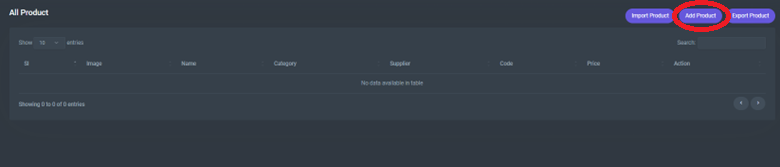 All Product
Import Product Add Product Export Product
Show 10 entries Search:
Sl Image Name Category Supplier Code Price Action
No data available in table
Showing 0 to 0 of 0 entries